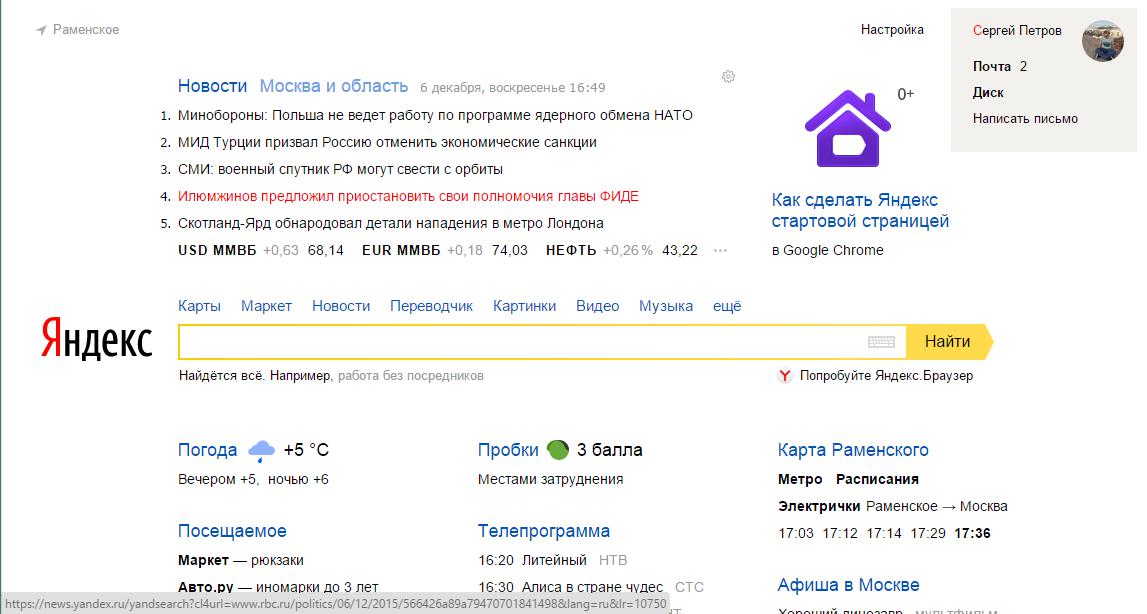 Раменское
Настройка
Сергей Петров
Почта 2
Диск
Написать письмо
Новости Москва и область 6 декабря, воскресенье 16:49
1. Минобороны: Польша не ведет работу по программе ядерного обмена НАТО
2. МИД Турции призвал Россию отменить экономические санкции
3. СМИ: военный спутник РФ могут свести с орбиты
4. Илюмжинов предложил приостановить свои полномочия главы ФИДЕ
5. Скотланд-Ярд обнародовал детали нападения в метро Лондона
USD ММВБ +0,63 68,14 EUR ММВБ +0,18 74,03 НЕФТЬ +0,26% 43,22 ···
0+
Как сделать Яндекс
стартовой страницей
в Google Chrome
Карты Маркет Новости Переводчик Картинки Видео Музыка ещё
Яндекс
Найти
Найдётся всё. Например, работа без посредников
Y Попробуйте Яндекс.Браузер
Погода +5 °C
Вечером +5, ночью +6
Пробки 3 балла
Местами затруднения
Карта Раменского
Метро Расписания
Электрички Раменское → Москва
17:03 17:12 17:14 17:29 17:36
Посещаемое
Маркет — рюкзаки
Авто.ру — иномарки до 3 лет
Телепрограмма
16:20 Литейный НТВ
16:30 Алиса в стране чудес СТС
Афиша в Москве
Хороший динозавр мультфильм
https://news.yandex.ru/yandsearch?cl4url=www.rbc.ru/politics/06/12/2015/566426a89a79470701841498&lang=ru&lr=10750